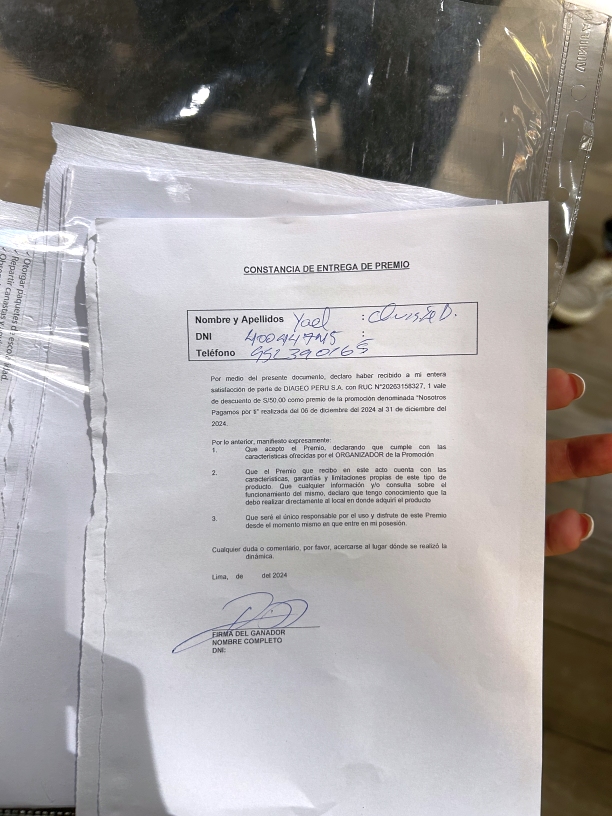 CONSTANCIA DE ENTREGA DE PREMIO
Nombre y Apellidos Yael :
DNI :
Teléfono
Por medio del presente documento, declaro haber recibido a mi entera
satisfacción de parte de DIAGEO PERU S.A. con RUC N°20263158327, 1 vale
de descuento de S/50.00 como premio de la promoción denominada "Nosotros
Pagamos por ti" realizada del 06 de diciembre del 2024 al 31 de diciembre del
2024.
Por lo anterior, manifiesto expresamente:
1. Que acepto el Premio, declarando que cumple con las
características ofrecidas por el ORGANIZADOR de la Promoción
2. Que el Premio que recibo en este acto cuenta con las
características, garantías y limitaciones propias de este tipo de
producto. Que cualquier información y/o consulta sobre el
funcionamiento del mismo, declaro que tengo conocimiento que la
debo realizar directamente al local en donde adquirí el producto
3. Que seré el único responsable por el uso y disfrute de este Premio
desde el momento mismo en que entre en mi posesión.
Cualquier duda o comentario, por favor, acercarse al lugar dónde se realizó la
dinámica.
Lima, de del 2024
FIRMA DEL GANADOR
NOMBRE COMPLETO
DNI:
Otorgar paquetes de
Repartir canastas y